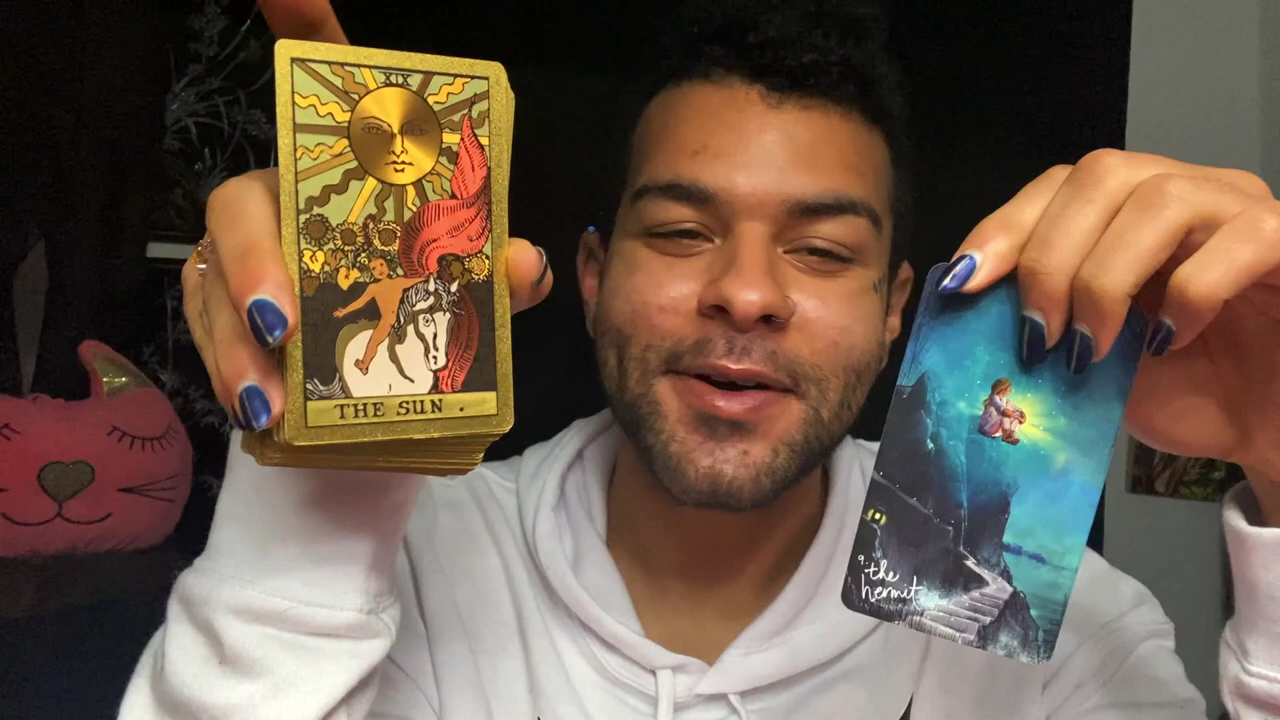 XIX
THE SUN .
9.
the
hermit